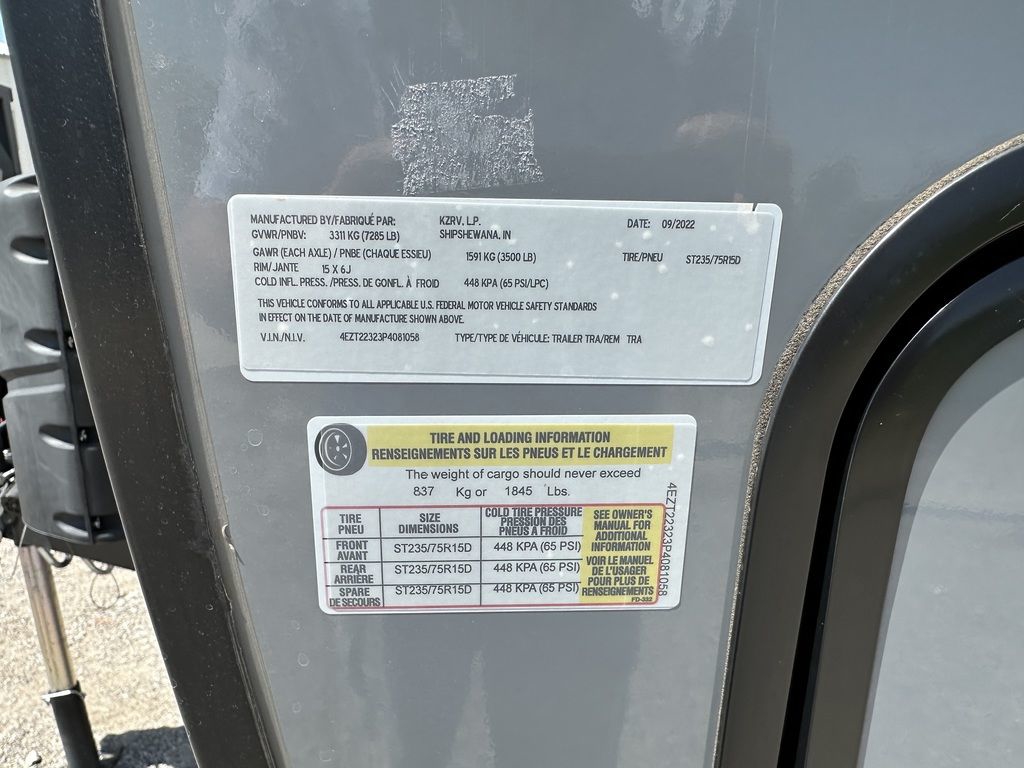 MANUFACTURED BY/FABRIQUÉ PAR: KZRV, L.P. DATE: 09/2022
GVWR/PNBV: 3311 KG (7285 LB) SHIPSHEWANA, IN
GAWR (EACH AXLE) / PNBE (CHAQUE ESSIEU) 1591 KG (3500 LB) TIRE/PNEU ST235/75R15D
RIM/JANTE 15 X 6J
COLD INFL. PRESS. /PRESS. DE GONFL. À FROID 448 KPA (65 PSI/LPC)
THIS VEHICLE CONFORMS TO ALL APPLICABLE U.S. FEDERAL MOTOR VEHICLE SAFETY STANDARDS
IN EFFECT ON THE DATE OF MANUFACTURE SHOWN ABOVE.
V.I.N./N.I.V. 4EZT22323P4081058 TYPE/TYPE DE VÉHICULE: TRAILER TRA/REM TRA
TIRE AND LOADING INFORMATION
RENSEIGNEMENTS SUR LES PNEUS ET LE CHARGEMENT
The weight of cargo should never exceed
837 Kg or 1845 Lbs.
TIRE
PNEU
SIZE
DIMENSIONS
COLD TIRE PRESSURE
PRESSION DES
PNEUS A FROID
FRONT
AVANT
ST235/75R15D
448 KPA (65 PSI)
REAR
ARRIÈRE
ST235/75R15D
448 KPA (65 PSI)
SPARE
DE SECOURS
ST235/75R15D
448 KPA (65 PSI)
SEE OWNER'S
MANUAL FOR
ADDITIONAL
INFORMATION
VOIR LE MANUEL
DE L'USAGER
POUR PLUS DE
RENSEIGNEMENTS
FD-332
4EZT22323P4081058